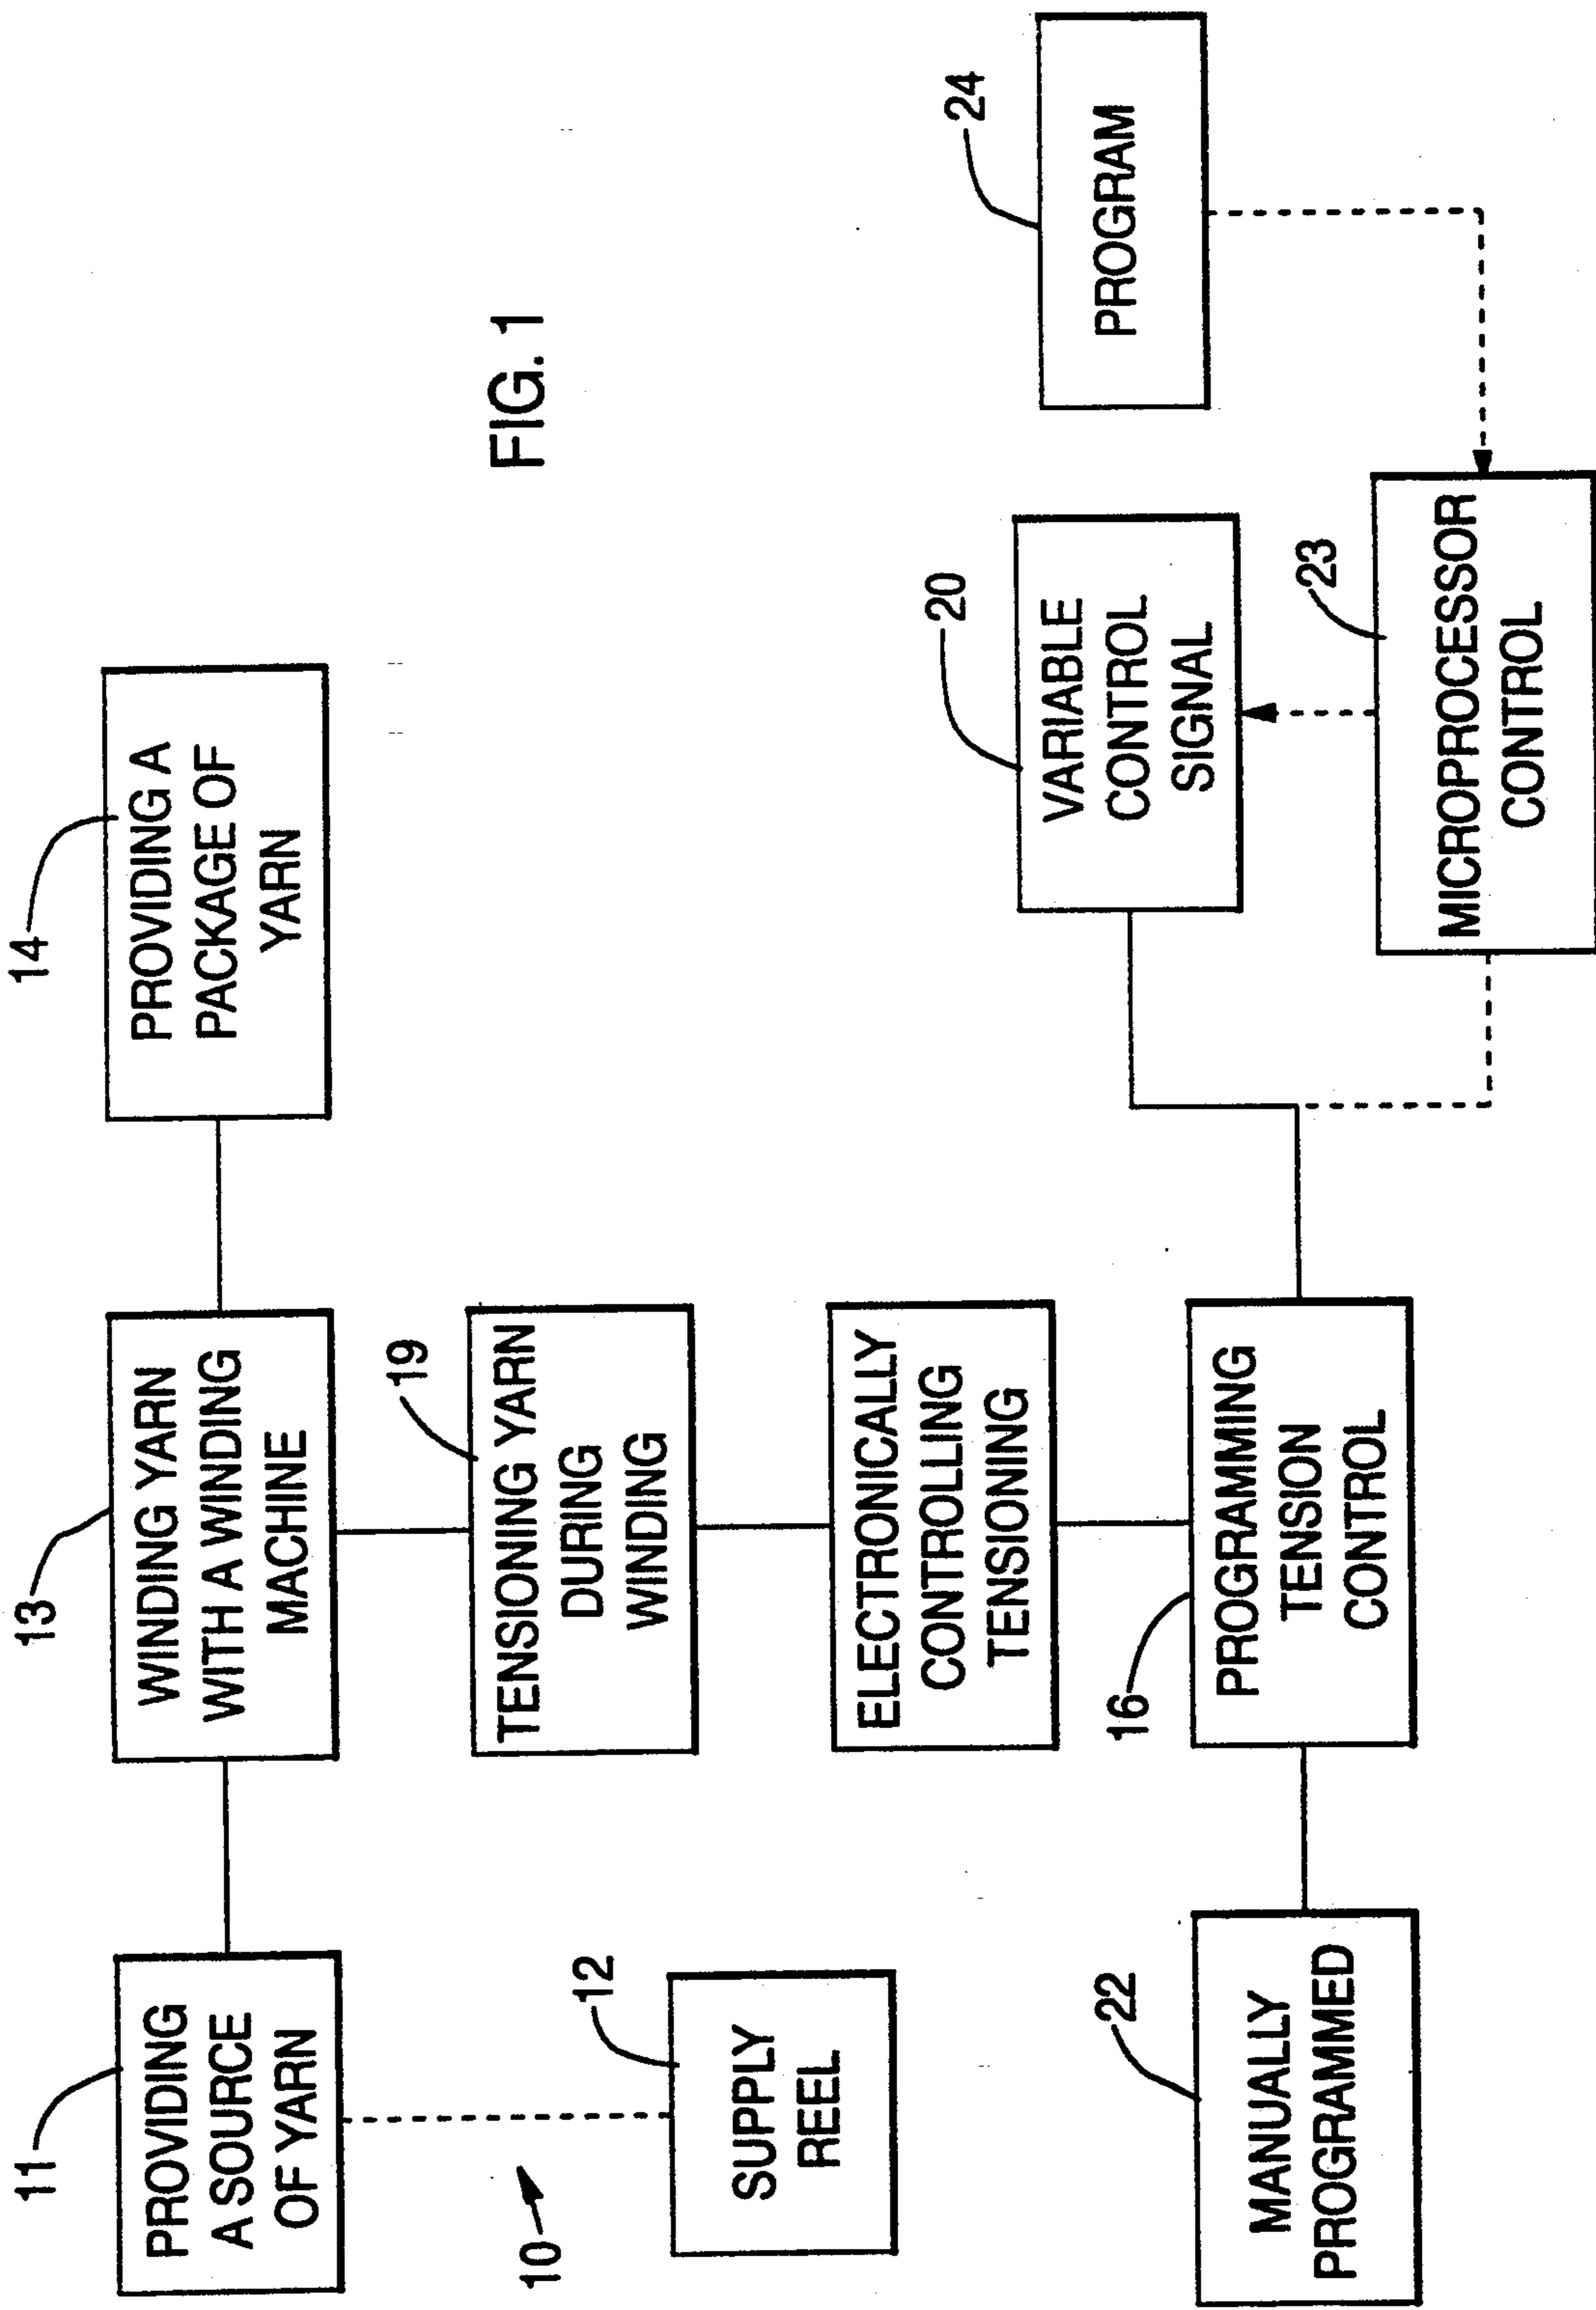 11
PROVIDING
A SOURCE
OF YARN
13
WINDING YARN
WITH A WINDING
MACHINE
14
PROVIDING A
PACKAGE OF
YARN
10
12
SUPPLY
REEL
19
TENSIONING YARN
DURING
WINDING
FIG. 1
ELECTRONICALLY
CONTROLLING
TENSIONING
22
MANUALLY
PROGRAMMED
16
PROGRAMMING
TENSION
CONTROL
20
VARIABLE
CONTROL
SIGNAL
24
PROGRAM
23
MICROPROCESSOR
CONTROL